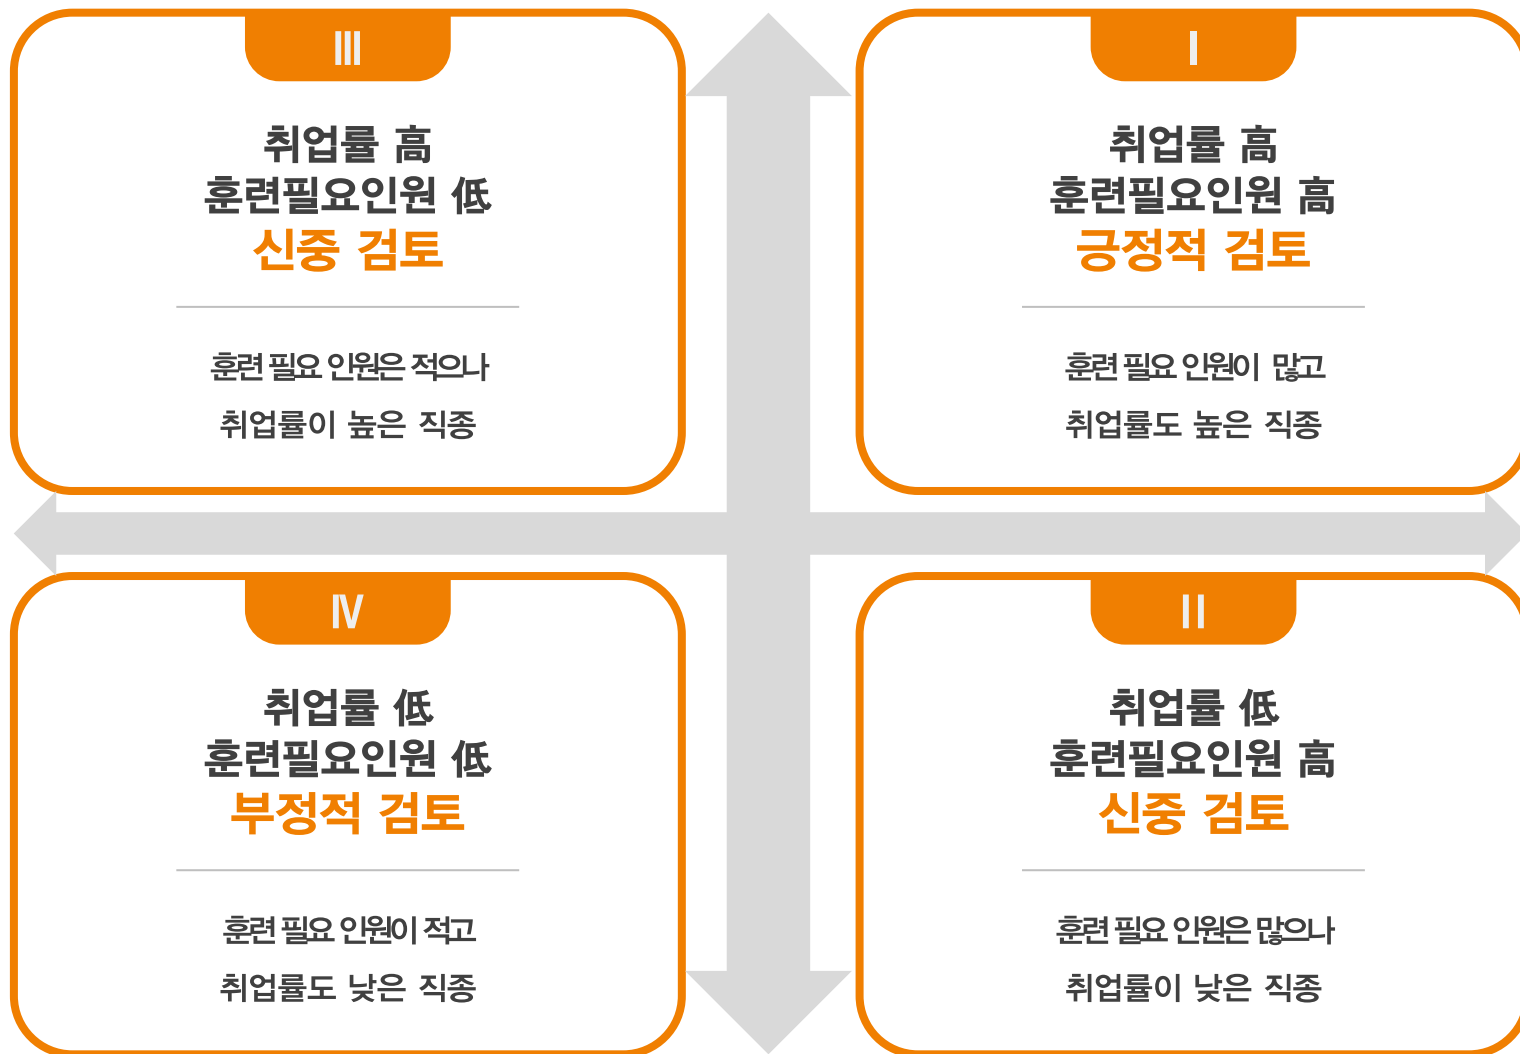 Ⅲ
취업률 高
훈련필요인원 低
신중 검토
훈련 필요 인원은 적으나
취업률이 높은 직종
Ⅰ
취업률 高
훈련필요인원 高
긍정적 검토
훈련 필요 인원이 많고
취업률도 높은 직종
Ⅳ
취업률 低
훈련필요인원 低
부정적 검토
훈련 필요 인원이 적고
취업률도 낮은 직종
Ⅱ
취업률 低
훈련필요인원 高
신중 검토
훈련 필요 인원은 많으나
취업률이 낮은 직종